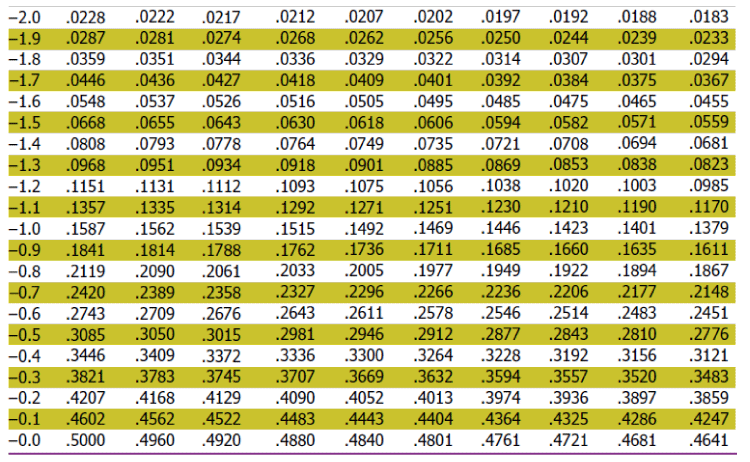 −2.0 .0228 .0222 .0217 .0212 .0207 .0202 .0197 .0192 .0188 .0183
−1.9 .0287 .0281 .0274 .0268 .0262 .0256 .0250 .0244 .0239 .0233
−1.8 .0359 .0351 .0344 .0336 .0329 .0322 .0314 .0307 .0301 .0294
−1.7 .0446 .0436 .0427 .0418 .0409 .0401 .0392 .0384 .0375 .0367
−1.6 .0548 .0537 .0526 .0516 .0505 .0495 .0485 .0475 .0465 .0455
−1.5 .0668 .0655 .0643 .0630 .0618 .0606 .0594 .0582 .0571 .0559
−1.4 .0808 .0793 .0778 .0764 .0749 .0735 .0721 .0708 .0694 .0681
−1.3 .0968 .0951 .0934 .0918 .0901 .0885 .0869 .0853 .0838 .0823
−1.2 .1151 .1131 .1112 .1093 .1075 .1056 .1038 .1020 .1003 .0985
−1.1 .1357 .1335 .1314 .1292 .1271 .1251 .1230 .1210 .1190 .1170
−1.0 .1587 .1562 .1539 .1515 .1492 .1469 .1446 .1423 .1401 .1379
−0.9 .1841 .1814 .1788 .1762 .1736 .1711 .1685 .1660 .1635 .1611
−0.8 .2119 .2090 .2061 .2033 .2005 .1977 .1949 .1922 .1894 .1867
−0.7 .2420 .2389 .2358 .2327 .2296 .2266 .2236 .2206 .2177 .2148
−0.6 .2743 .2709 .2676 .2643 .2611 .2578 .2546 .2514 .2483 .2451
−0.5 .3085 .3050 .3015 .2981 .2946 .2912 .2877 .2843 .2810 .2776
−0.4 .3446 .3409 .3372 .3336 .3300 .3264 .3228 .3192 .3156 .3121
−0.3 .3821 .3783 .3745 .3707 .3669 .3632 .3594 .3557 .3520 .3483
−0.2 .4207 .4168 .4129 .4090 .4052 .4013 .3974 .3936 .3897 .3859
−0.1 .4602 .4562 .4522 .4483 .4443 .4404 .4364 .4325 .4286 .4247
−0.0 .5000 .4960 .4920 .4880 .4840 .4801 .4761 .4721 .4681 .4641